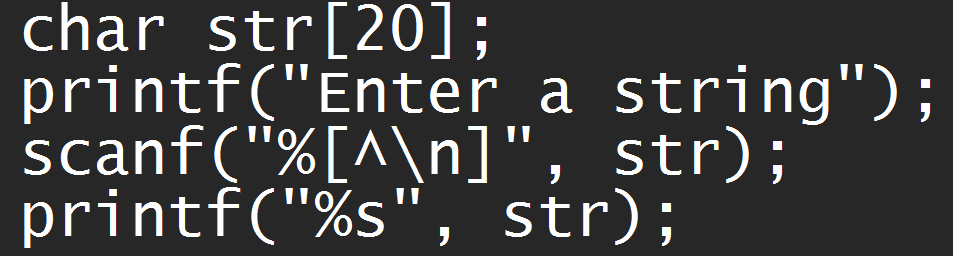 char str[20];
printf("Enter a string");
scanf("%[^\n]", str);
printf("%s", str);